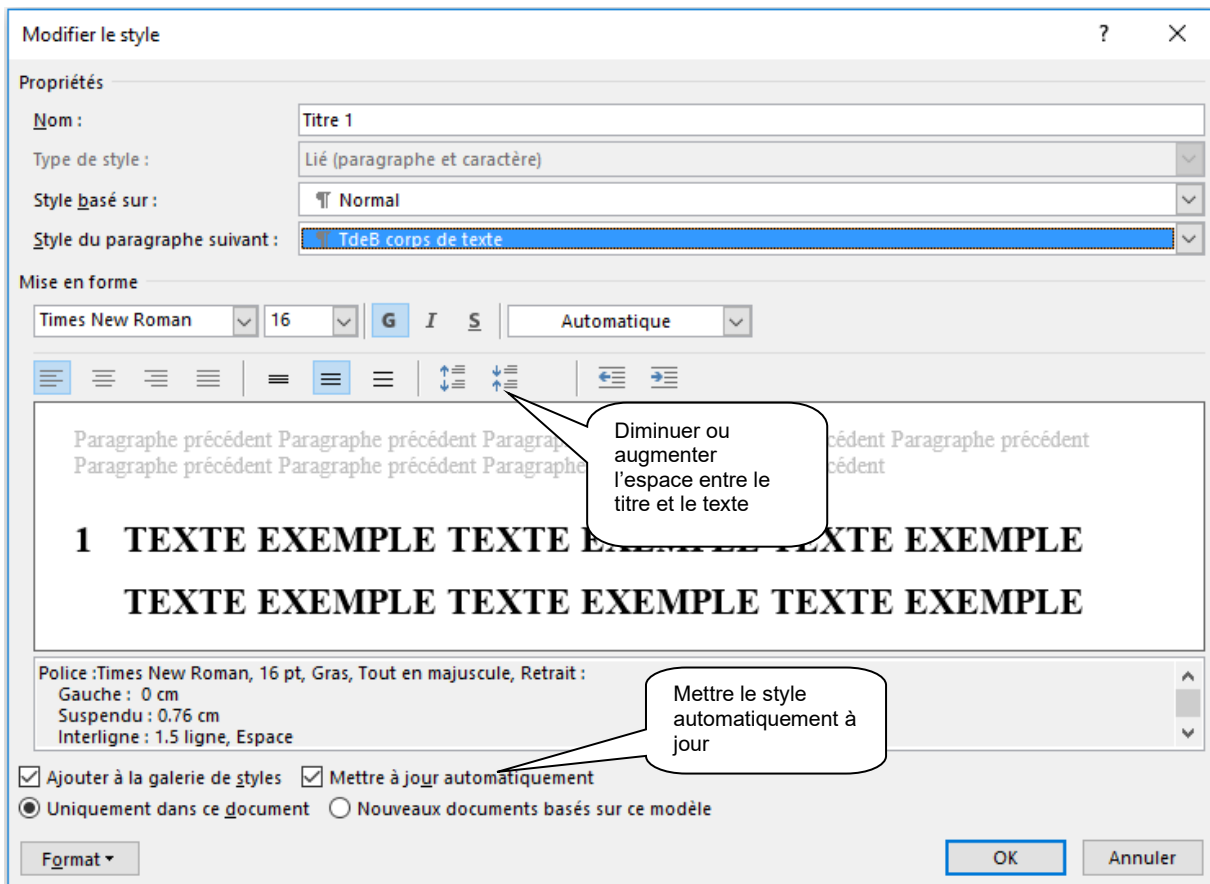 Modifier le style
?
Propriétés
Nom :
Titre 1
Type de style :
Lié (paragraphe et caractère)
Style basé sur :
¶ Normal
Style du paragraphe suivant :
¶ TdeB corps de texte
Mise en forme
Times New Roman
16
G I S
Automatique
Diminuer ou
augmenter
l’espace entre le
titre et le texte
Paragraphe précédent Paragraphe précédent Paragraphe précédent
Paragraphe précédent Paragraphe précédent Paragraphe
1 TEXTE EXEMPLE TEXTE EXEMPLE TEXTE EXEMPLE
TEXTE EXEMPLE TEXTE EXEMPLE TEXTE EXEMPLE
Police :Times New Roman, 16 pt, Gras, Tout en majuscule, Retrait :
Gauche : 0 cm
Suspendu : 0.76 cm
Interligne : 1.5 ligne, Espace
Mettre le style
automatiquement à
jour
Ajouter à la galerie de styles
Mettre à jour automatiquement
Uniquement dans ce document
Nouveaux documents basés sur ce modèle
Format
OK
Annuler